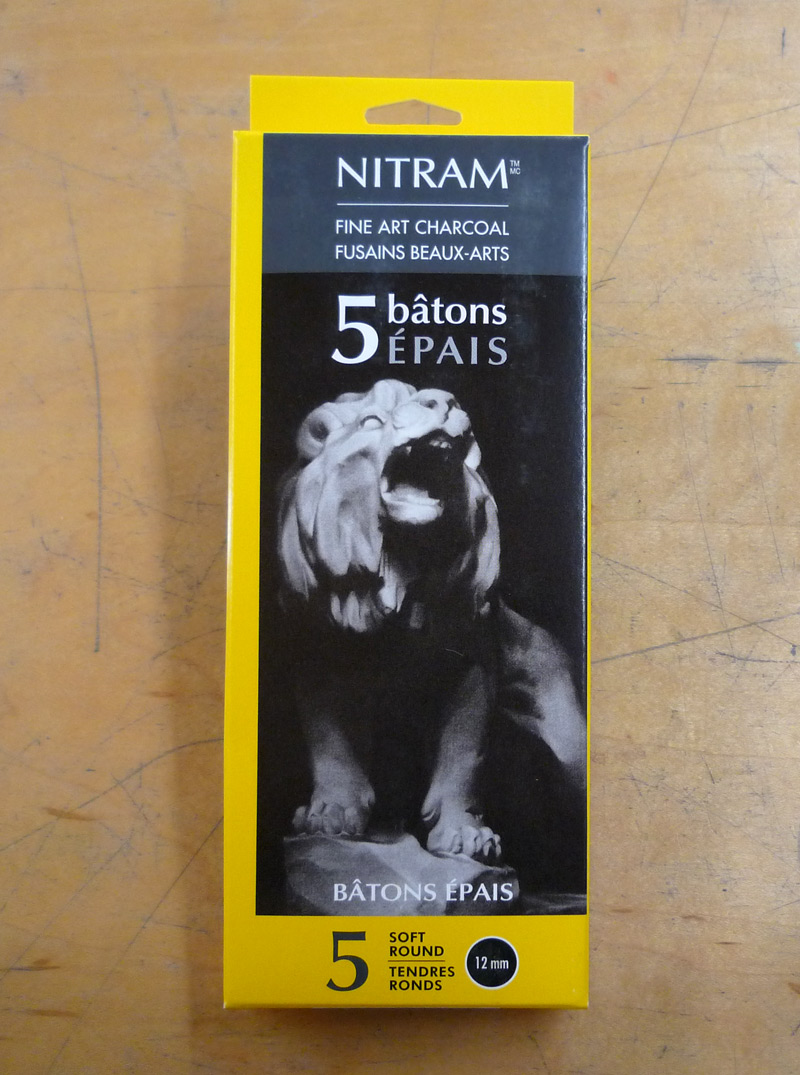 NITRAM™ MC
FINE ART CHARCOAL
FUSAINS BEAUX-ARTS
5 bâtons
ÉPAIS
BÂTONS ÉPAIS
5 SOFT
ROUND
TENDRES
RONDS
12 mm